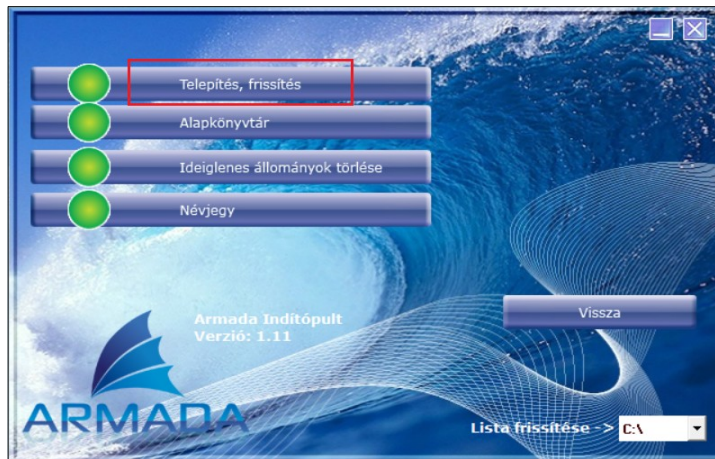 Telepítés, frissítés
Alapkönyvtár
Ideiglenes állományok törlése
Névjegy
Armada Indítópult
Verzió: 1.11
Vissza
ARMADA
Lista frissítése -> C:\